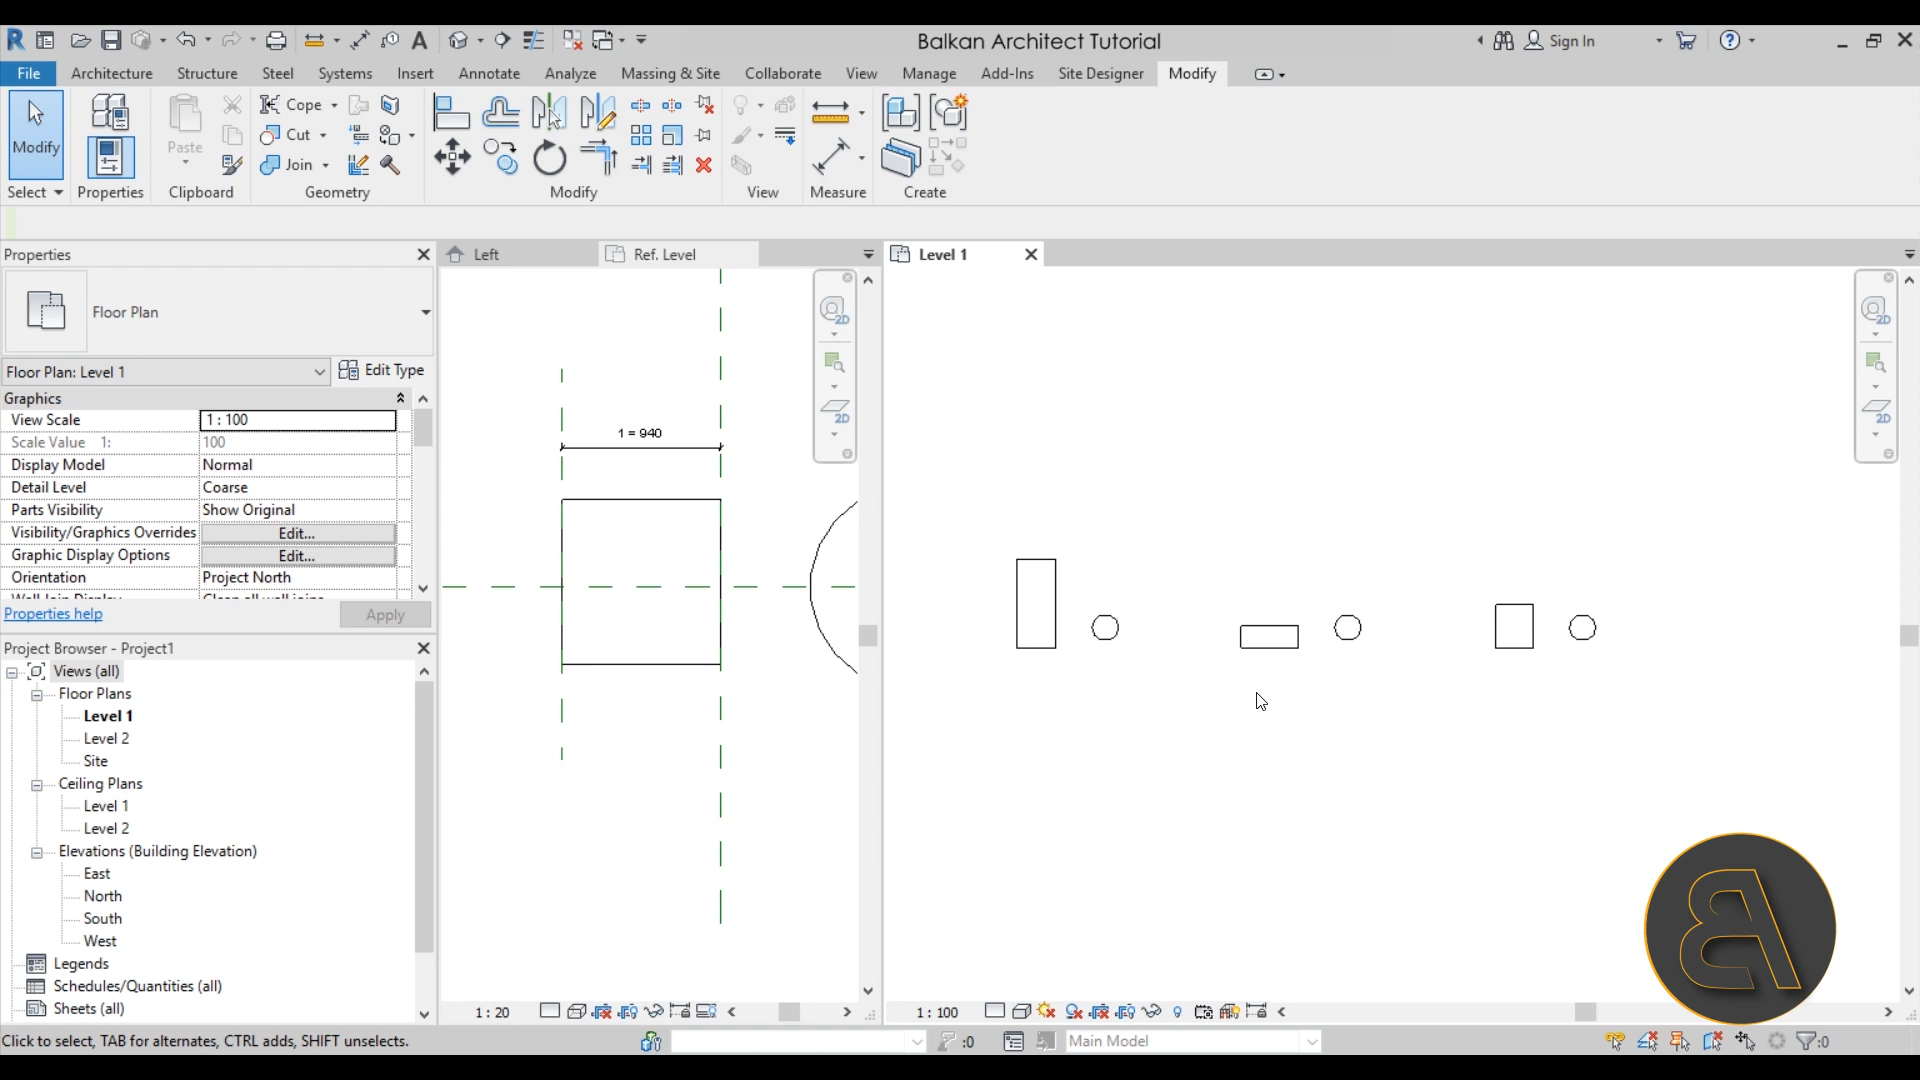 Balkan Architect Tutorial
Sign In
File Architecture Structure Steel Systems Insert Annotate Analyze Massing & Site Collaborate View Manage Add-Ins Site Designer Modify
Modify
Paste
Cope
Cut
Join
Select Properties Clipboard Geometry Modify View Measure Create
Properties
Floor Plan
Floor Plan: Level 1 Edit Type
Graphics
View Scale 1 : 100
Scale Value 1: 100
Display Model Normal
Detail Level Coarse
Parts Visibility Show Original
Visibility/Graphics Overrides Edit...
Graphic Display Options Edit...
Orientation Project North
Properties help Apply
Project Browser - Project1
Views (all)
Floor Plans
Level 1
Level 2
Site
Ceiling Plans
Level 1
Level 2
Elevations (Building Elevation)
East
North
South
West
Legends
Schedules/Quantities (all)
Sheets (all)
Left Ref. Level
2D
2D
1 = 940
1 : 20
Level 1
2D
2D
1 : 100
Click to select, TAB for alternates, CTRL adds, SHIFT unselects.
:0
Main Model
:0